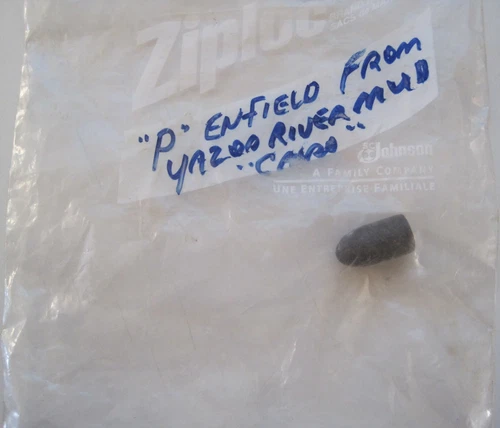 Ziploc
"P" ENFIELD FROM
YAZOO RIVER MUD
"CAIRO"
SC Johnson
A FAMILY COMPANY
UNE ENTREPRISE FAMILIALE